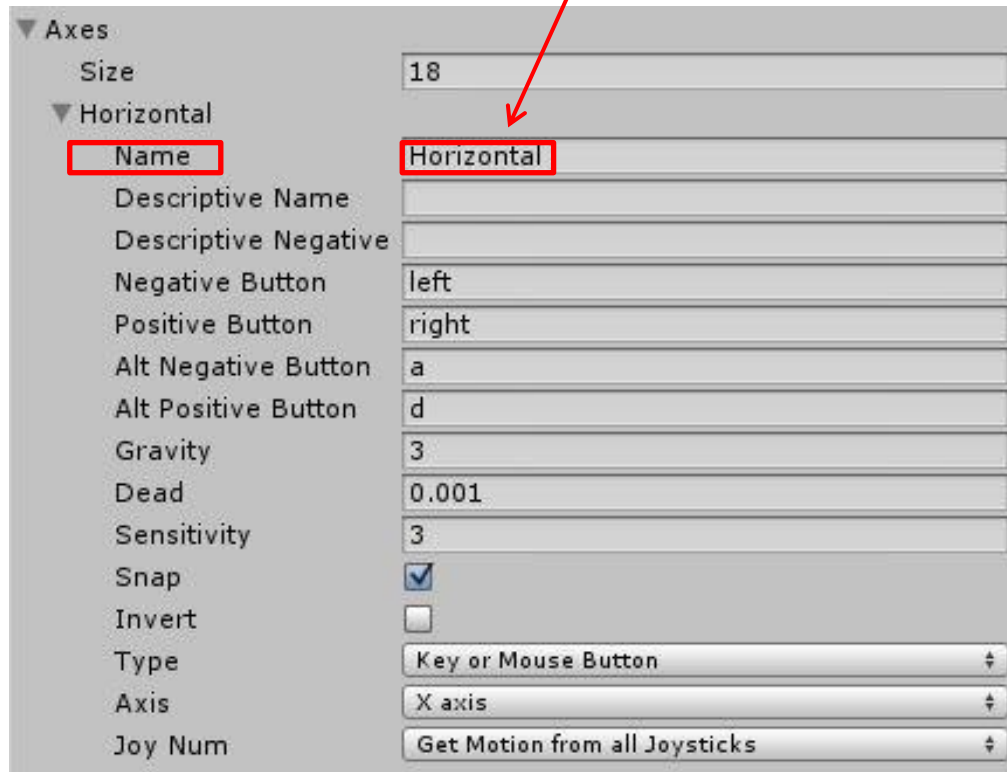 Axes
Size 18
Horizontal
Name Horizontal
Descriptive Name
Descriptive Negative
Negative Button left
Positive Button right
Alt Negative Button a
Alt Positive Button d
Gravity 3
Dead 0.001
Sensitivity 3
Snap
Invert
Type Key or Mouse Button
Axis X axis
Joy Num Get Motion from all Joysticks